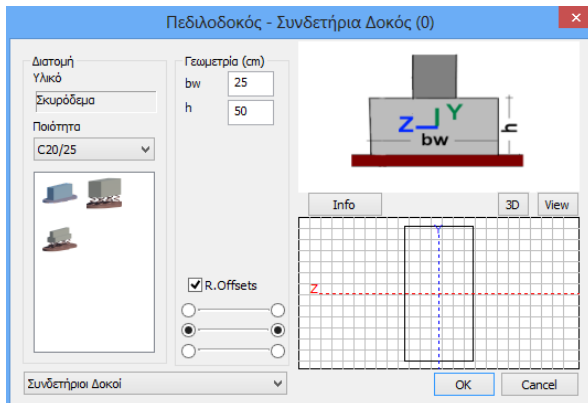 Πεδιλοδοκός - Συνδετήρια Δοκός (0)
Διατομή
Υλικό
Σκυρόδεμα
Ποιότητα
C20/25
Γεωμετρία (cm)
bw 25
h 50
R.Offsets
Συνδετήριοι Δοκοί
Z Y
bw
h
Info 3D View
Y
Z
OK Cancel